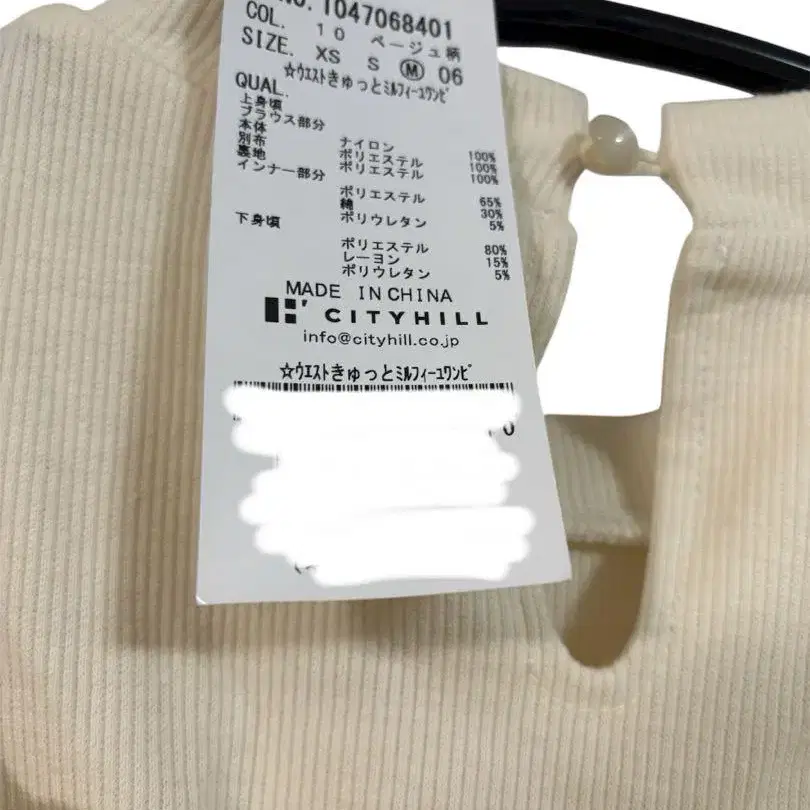 NO. 1047068401
COL. 10 ベージュ柄
SIZE. XS S Ⓜ 06
☆ウエストきゅっとミルフィーユワンピ
QUAL.
上身頃
ブラウス部分
本体 ナイロン 100%
別布 ポリエステル 100%
裏地 ポリエステル 100%
インナー部分
ポリエステル 65%
綿 30%
ポリウレタン 5%
下身頃
ポリエステル 80%
レーヨン 15%
ポリウレタン 5%
MADE IN CHINA
CITYHILL
info@cityhill.co.jp
☆ウエストきゅっとミルフィーユワンピ